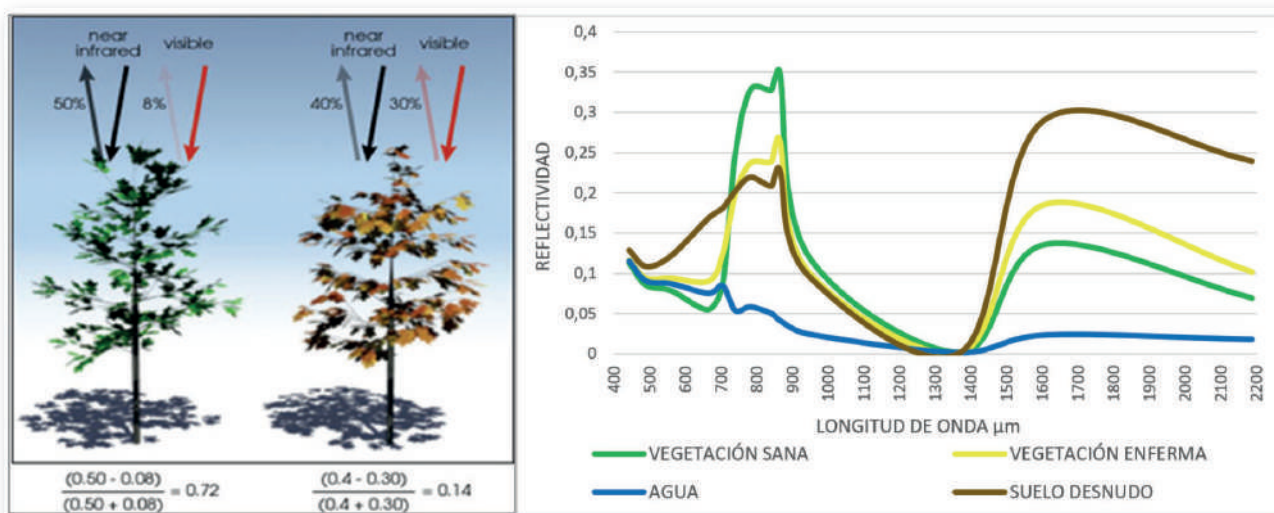 near
infrared
visible
near
infrared
visible
50%
8%
40%
30%
(0.50 - 0.08)
(0.50 + 0.08)
= 0.72
(0.4 - 0.30)
(0.4 + 0.30)
= 0.14
REFLECTIVIDAD
0,4
0,35
0,3
0,25
0,2
0,15
0,1
0,05
0
400
500
600
700
800
900
1000
1100
1200
1300
1400
1500
1600
1700
1800
1900
2000
2100
2200
LONGITUD DE ONDA µm
VEGETACIÓN SANA
VEGETACIÓN ENFERMA
AGUA
SUELO DESNUDO